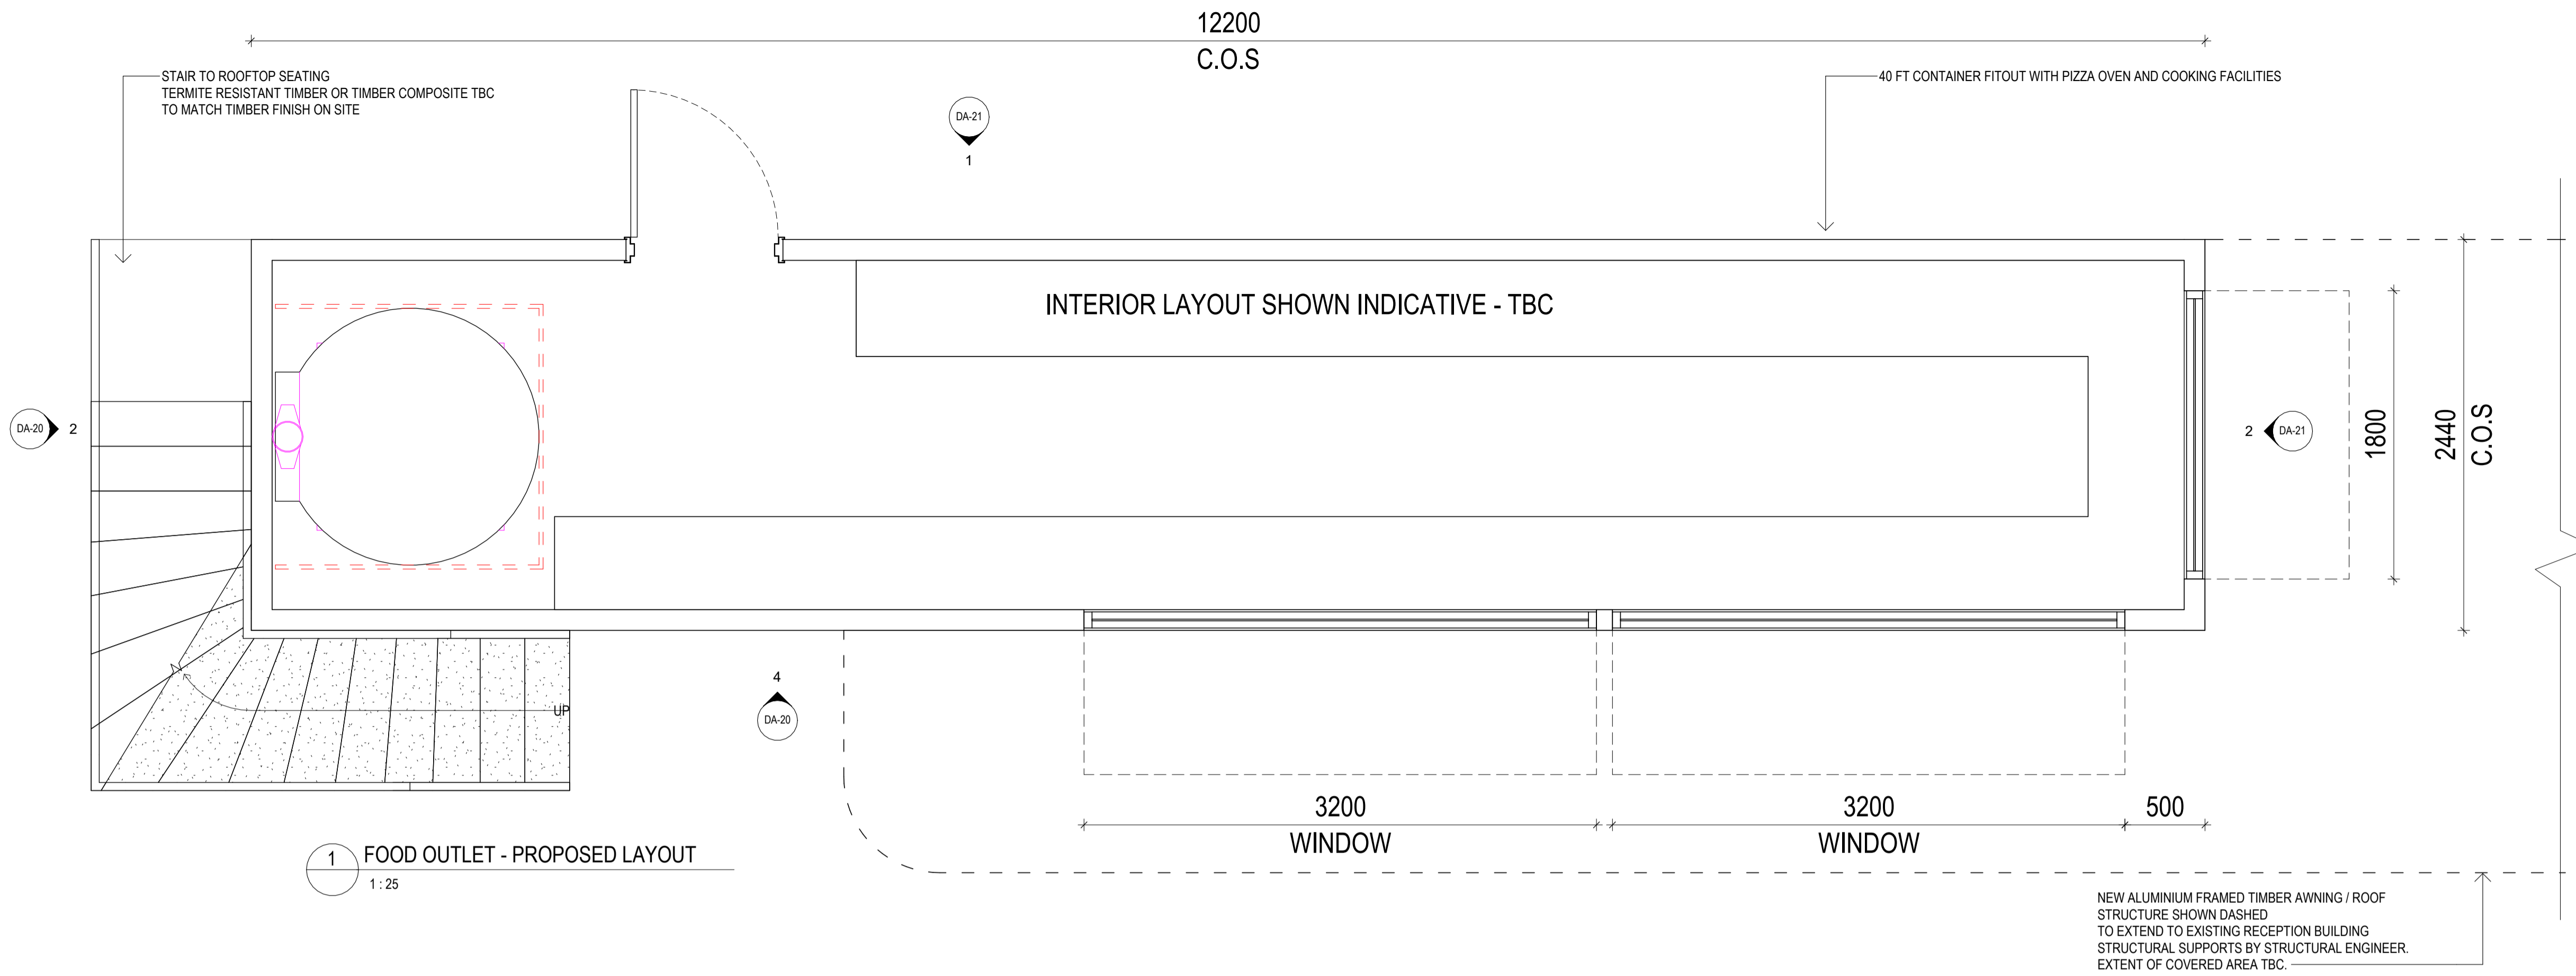 12200
C.O.S
STAIR TO ROOFTOP SEATING
TERMITE RESISTANT TIMBER OR TIMBER COMPOSITE TBC
TO MATCH TIMBER FINISH ON SITE
40 FT CONTAINER FITOUT WITH PIZZA OVEN AND COOKING FACILITIES
DA-21
1
INTERIOR LAYOUT SHOWN INDICATIVE - TBC
DA-20
2
2
DA-21
1800
2440
C.O.S
UP
4
DA-20
3200
WINDOW
3200
WINDOW
500
1
FOOD OUTLET - PROPOSED LAYOUT
1 : 25
NEW ALUMINIUM FRAMED TIMBER AWNING / ROOF
STRUCTURE SHOWN DASHED
TO EXTEND TO EXISTING RECEPTION BUILDING
STRUCTURAL SUPPORTS BY STRUCTURAL ENGINEER.
EXTENT OF COVERED AREA TBC.